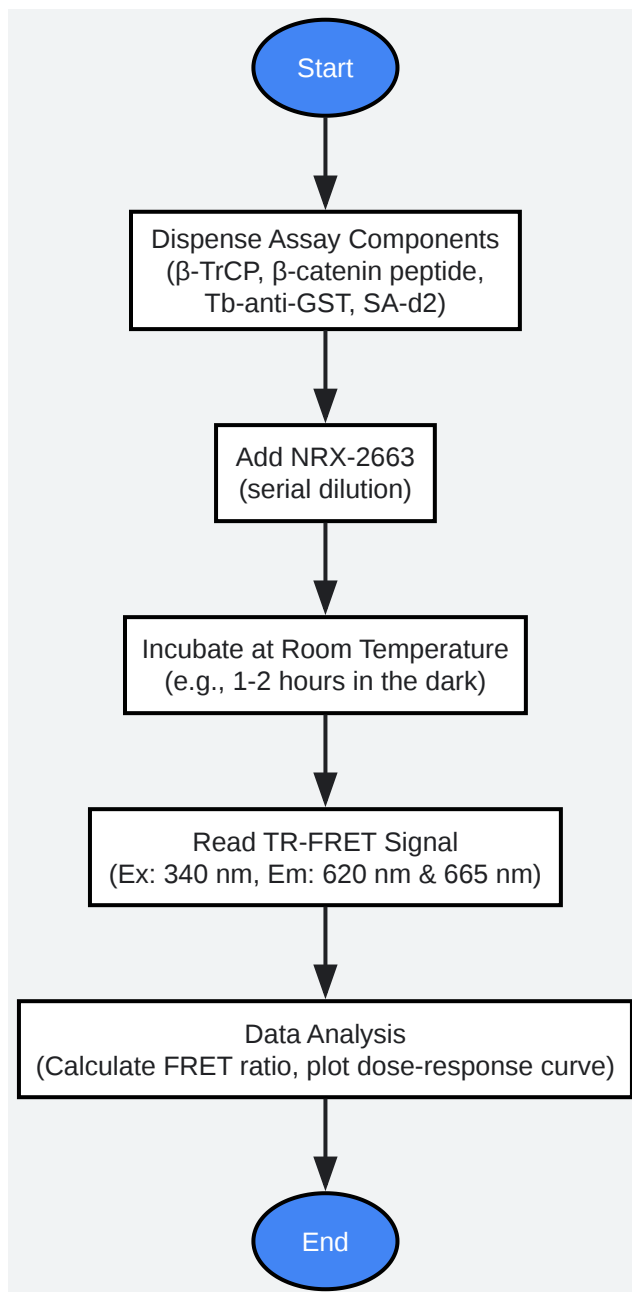 Start
Dispense Assay Components
(β-TrCP, β-catenin peptide,
Tb-anti-GST, SA-d2)
Add NRX-2663
(serial dilution)
Incubate at Room Temperature
(e.g., 1-2 hours in the dark)
Read TR-FRET Signal
(Ex: 340 nm, Em: 620 nm & 665 nm)
Data Analysis
(Calculate FRET ratio, plot dose-response curve)
End